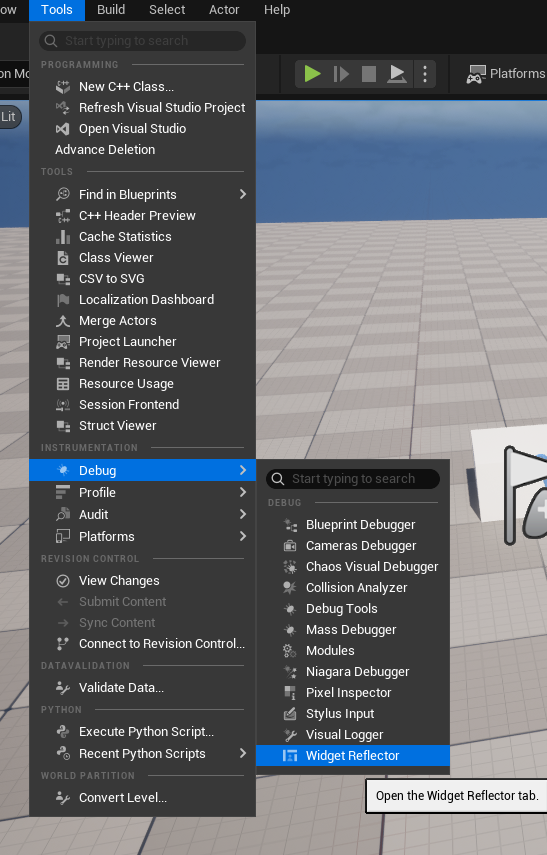 ow
Tools
Build
Select
Actor
Help
Start typing to search
PROGRAMMING
New C++ Class...
Refresh Visual Studio Project
Open Visual Studio
Advance Deletion
TOOLS
Find in Blueprints
C++ Header Preview
Cache Statistics
Class Viewer
CSV to SVG
Localization Dashboard
Merge Actors
Project Launcher
Render Resource Viewer
Resource Usage
Session Frontend
Struct Viewer
INSTRUMENTATION
Debug
Profile
Audit
Platforms
REVISION CONTROL
View Changes
Submit Content
Sync Content
Connect to Revision Control...
DATAVALIDATION
Validate Data...
PYTHON
Execute Python Script...
Recent Python Scripts
WORLD PARTITION
Convert Level...
on Mo
Platforms
Lit
Start typing to search
DEBUG
Blueprint Debugger
Cameras Debugger
Chaos Visual Debugger
Collision Analyzer
Debug Tools
Mass Debugger
Modules
Niagara Debugger
Pixel Inspector
Stylus Input
Visual Logger
Widget Reflector
Open the Widget Reflector tab.